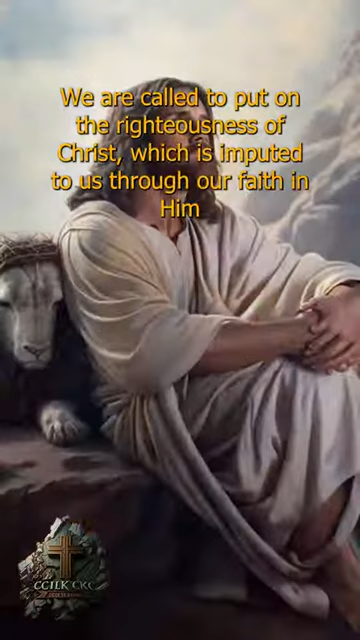 We are called to put on
the righteousness of
Christ, which is imputed
to us through our faith in
Him